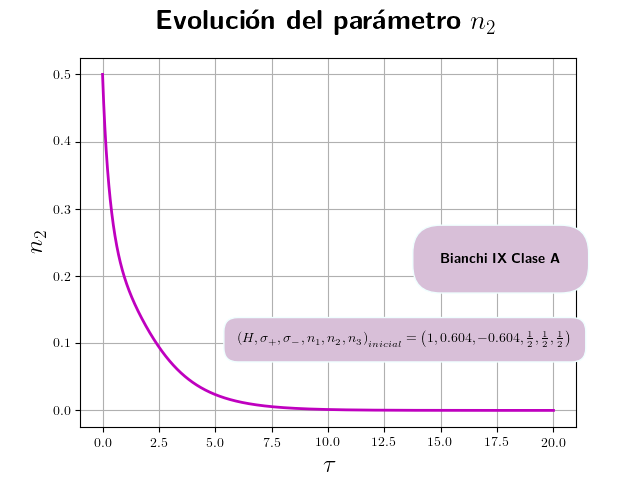 Evolución del parámetro n₂
0.5
0.4
0.3
0.2
0.1
0.0
n₂
Bianchi IX Clase A
(H, σ₊, σ₋, n₁, n₂, n₃)ᵢₙᵢ꜀ᵢₐₗ = (1, 0.604, −0.604, 1/2, 1/2, 1/2)
0.0 2.5 5.0 7.5 10.0 12.5 15.0 17.5 20.0
τ